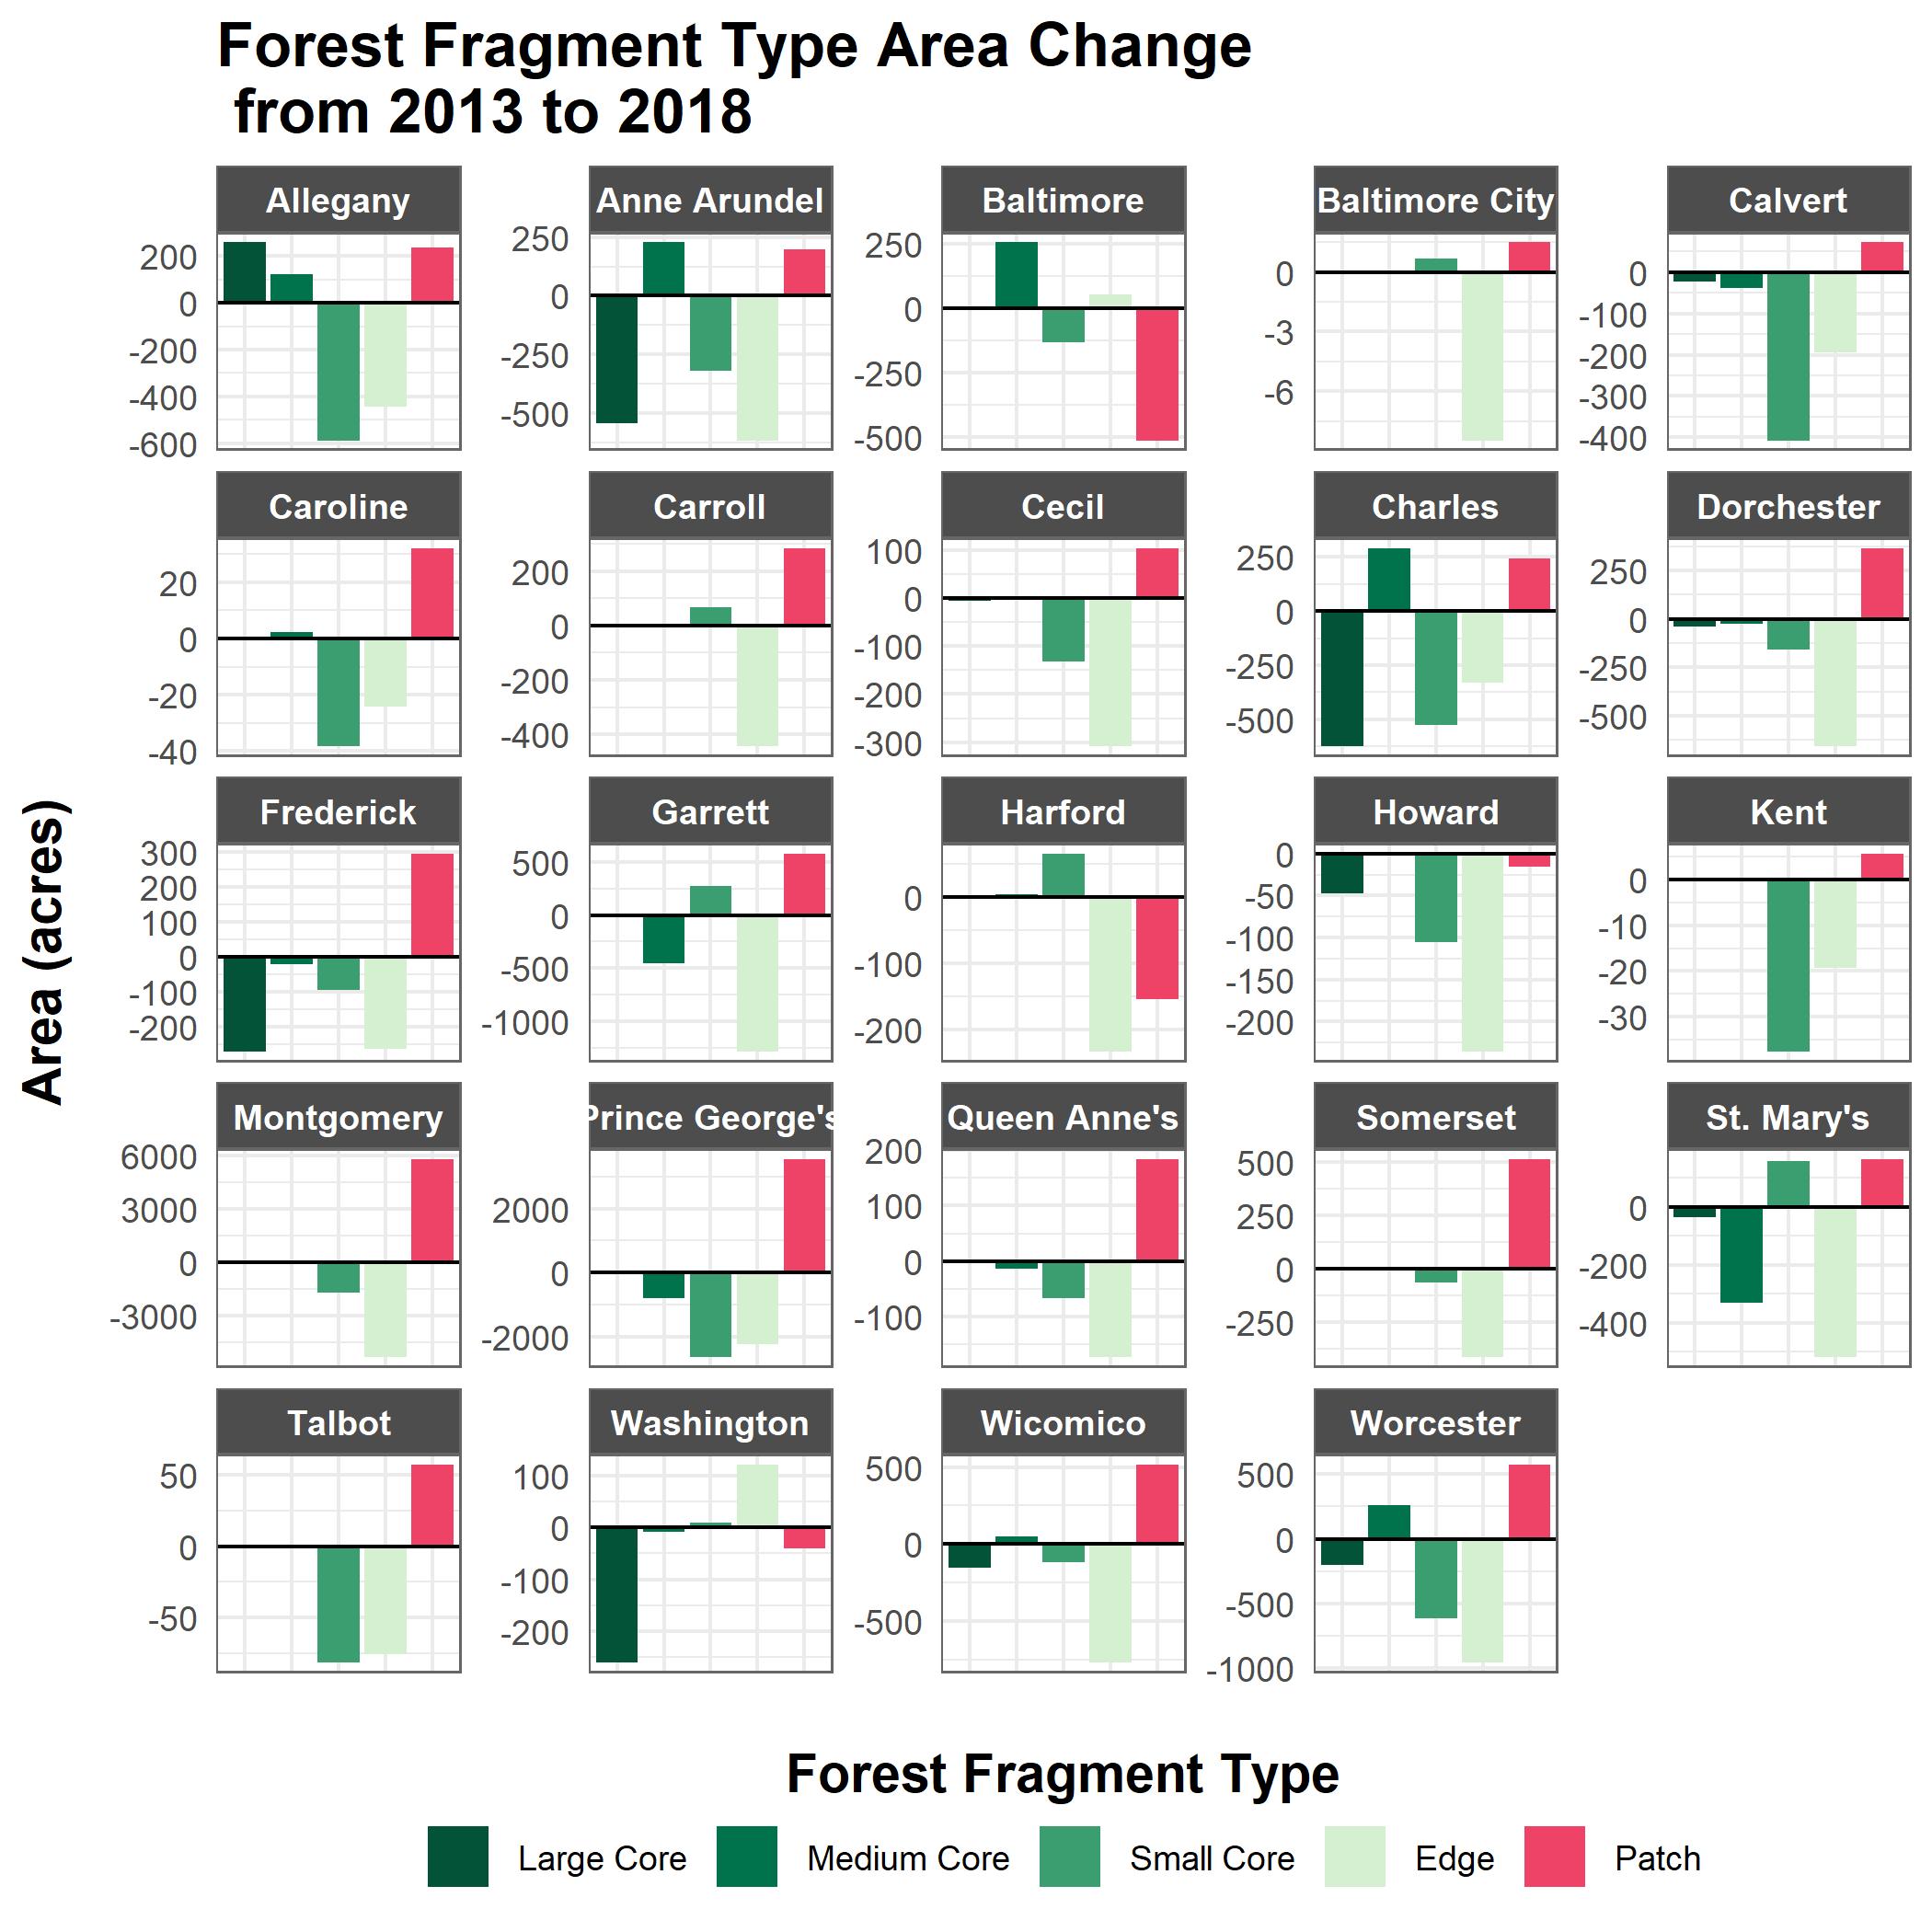 Forest Fragment Type Area Change
from 2013 to 2018
Allegany
Anne Arundel
Baltimore
Baltimore City
Calvert
200
0
-200
-400
-600
250
0
-250
-500
250
0
-250
-500
0
-3
-6
0
-100
-200
-300
-400
Caroline
Carroll
Cecil
Charles
Dorchester
20
0
-20
-40
200
0
-200
-400
100
0
-100
-200
-300
250
0
-250
-500
250
0
-250
-500
Frederick
Garrett
Harford
Howard
Kent
300
200
100
0
-100
-200
500
0
-500
-1000
0
-100
-200
0
-50
-100
-150
-200
0
-10
-20
-30
Montgomery
Prince George's
Queen Anne's
Somerset
St. Mary's
6000
3000
0
-3000
2000
0
-2000
200
100
0
-100
500
250
0
-250
0
-200
-400
Talbot
Washington
Wicomico
Worcester
50
0
-50
100
0
-100
-200
500
0
-500
500
0
-500
-1000
Area (acres)
Forest Fragment Type
Large Core
Medium Core
Small Core
Edge
Patch